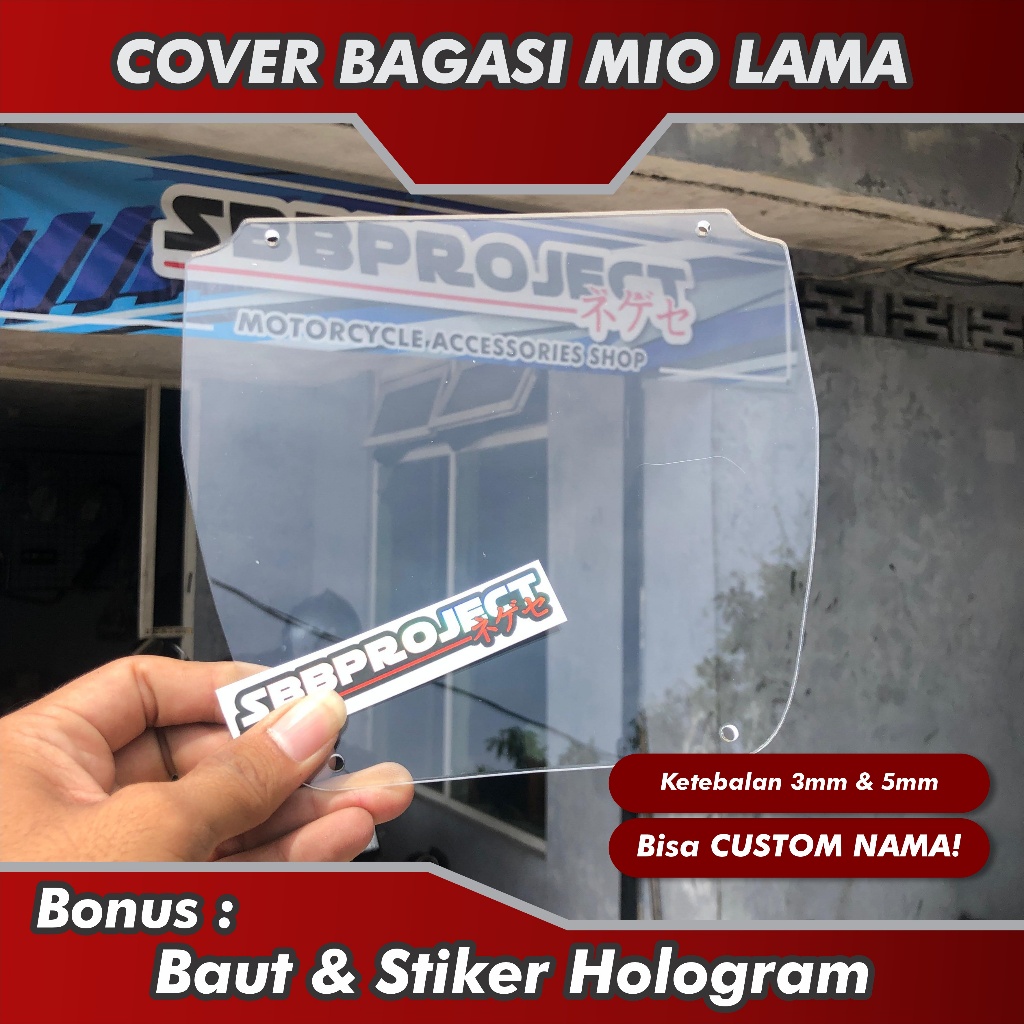 COVER BAGASI MIO LAMA
SBBPROJECT
ネゲセ
MOTORCYCLE ACCESSORIES SHOP
SBBPROJECT
ネゲセ
Ketebalan 3mm & 5mm
Bisa CUSTOM NAMA!
Bonus :
Baut & Stiker Hologram